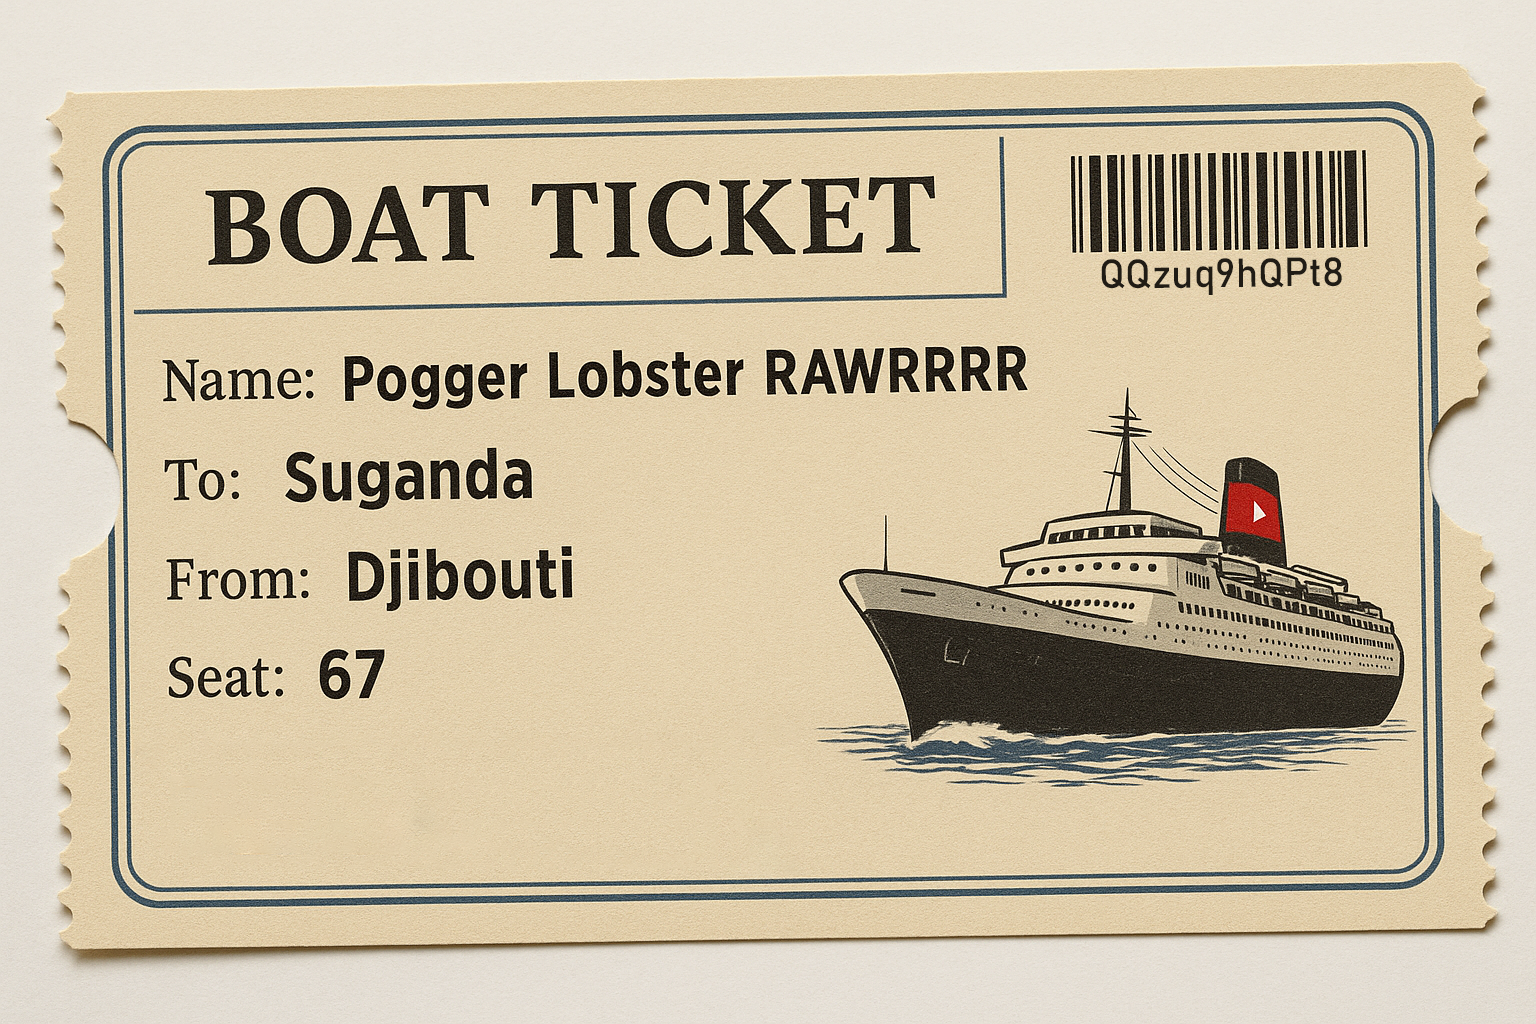 BOAT TICKET
QQzuq9hQPt8
Name: Pogger Lobster RAWRRRR
To: Suganda
From: Djibouti
Seat: 67